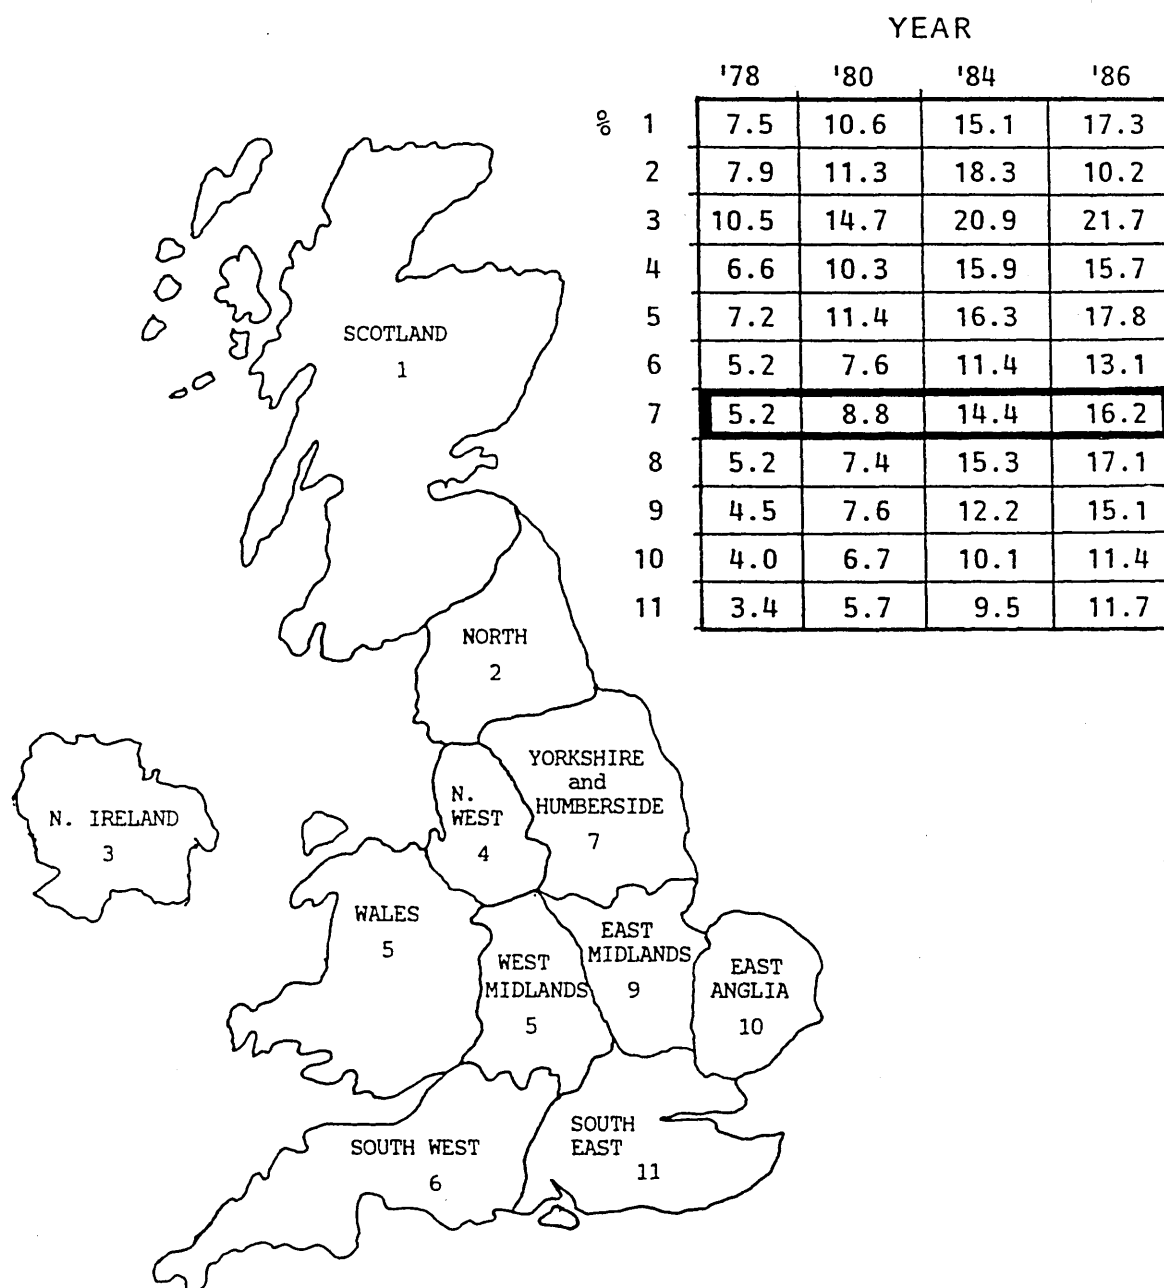 YEAR
'78 '80 '84 '86
% 1 7.5 10.6 15.1 17.3
2 7.9 11.3 18.3 10.2
3 10.5 14.7 20.9 21.7
4 6.6 10.3 15.9 15.7
5 7.2 11.4 16.3 17.8
6 5.2 7.6 11.4 13.1
7 5.2 8.8 14.4 16.2
8 5.2 7.4 15.3 17.1
9 4.5 7.6 12.2 15.1
10 4.0 6.7 10.1 11.4
11 3.4 5.7 9.5 11.7
SCOTLAND
1
NORTH
2
YORKSHIRE
and
HUMBERSIDE
7
N.
WEST
4
N. IRELAND
3
WALES
5
WEST
MIDLANDS
5
EAST
MIDLANDS
9
EAST
ANGLIA
10
SOUTH WEST
6
SOUTH
EAST
11